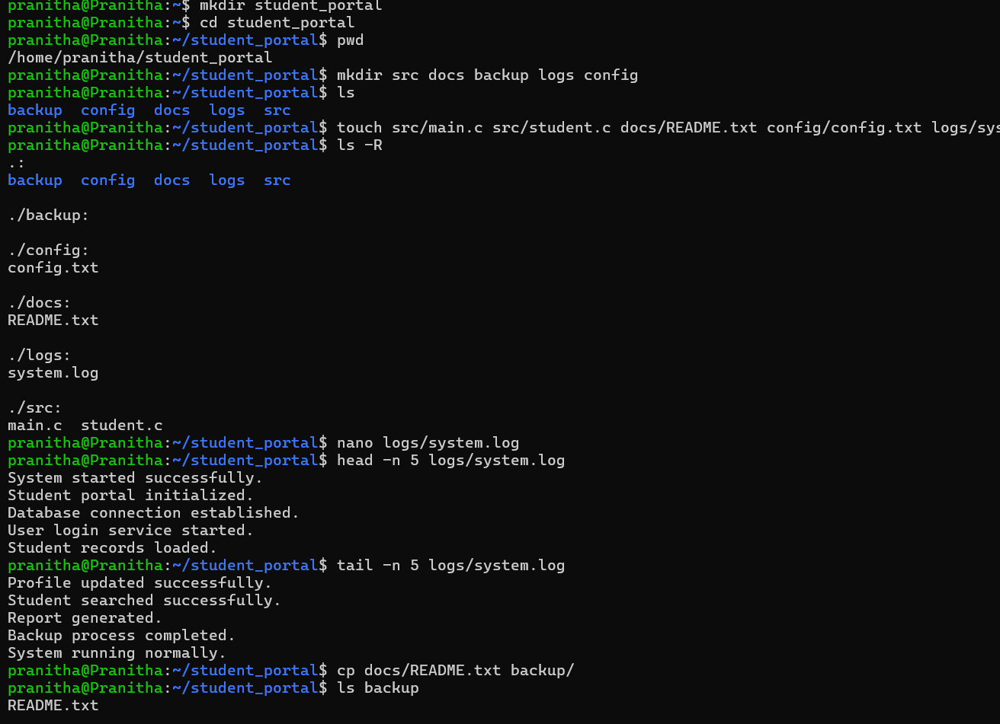 pranitha@Pranitha:~$ mkdir student_portal
pranitha@Pranitha:~$ cd student_portal
pranitha@Pranitha:~/student_portal$ pwd
/home/pranitha/student_portal
pranitha@Pranitha:~/student_portal$ mkdir src docs backup logs config
pranitha@Pranitha:~/student_portal$ ls
backup  config  docs  logs  src
pranitha@Pranitha:~/student_portal$ touch src/main.c src/student.c docs/README.txt config/config.txt logs/sys
pranitha@Pranitha:~/student_portal$ ls -R
.:
backup  config  docs  logs  src

./backup:

./config:
config.txt

./docs:
README.txt

./logs:
system.log

./src:
main.c  student.c
pranitha@Pranitha:~/student_portal$ nano logs/system.log
pranitha@Pranitha:~/student_portal$ head -n 5 logs/system.log
System started successfully.
Student portal initialized.
Database connection established.
User login service started.
Student records loaded.
pranitha@Pranitha:~/student_portal$ tail -n 5 logs/system.log
Profile updated successfully.
Student searched successfully.
Report generated.
Backup process completed.
System running normally.
pranitha@Pranitha:~/student_portal$ cp docs/README.txt backup/
pranitha@Pranitha:~/student_portal$ ls backup
README.txt